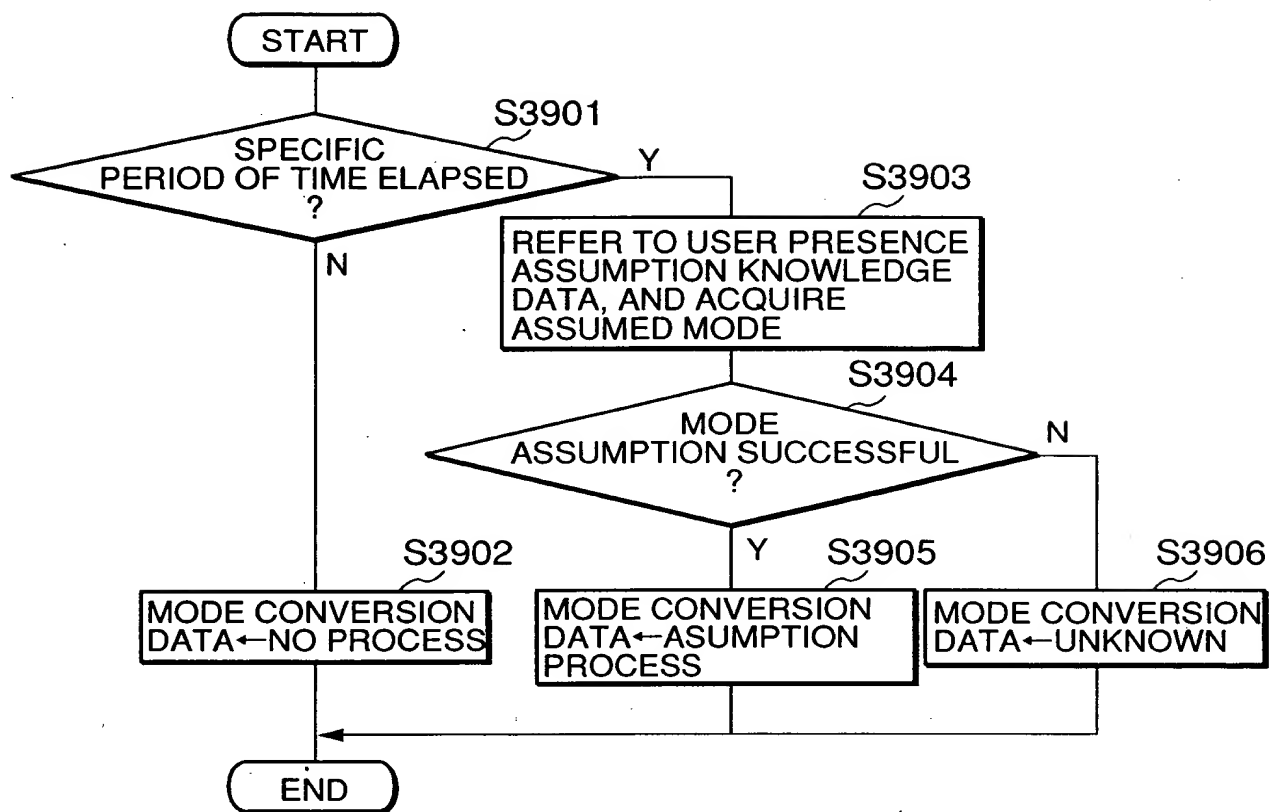 START
S3901
SPECIFIC
PERIOD OF TIME ELAPSED
?
Y
N
S3903
REFER TO USER PRESENCE
ASSUMPTION KNOWLEDGE
DATA, AND ACQUIRE
ASSUMED MODE
S3904
MODE
ASSUMPTION SUCCESSFUL
?
N
Y
S3902
MODE CONVERSION
DATA←NO PROCESS
S3905
MODE CONVERSION
DATA←ASUMPTION
PROCESS
S3906
MODE CONVERSION
DATA←UNKNOWN
END